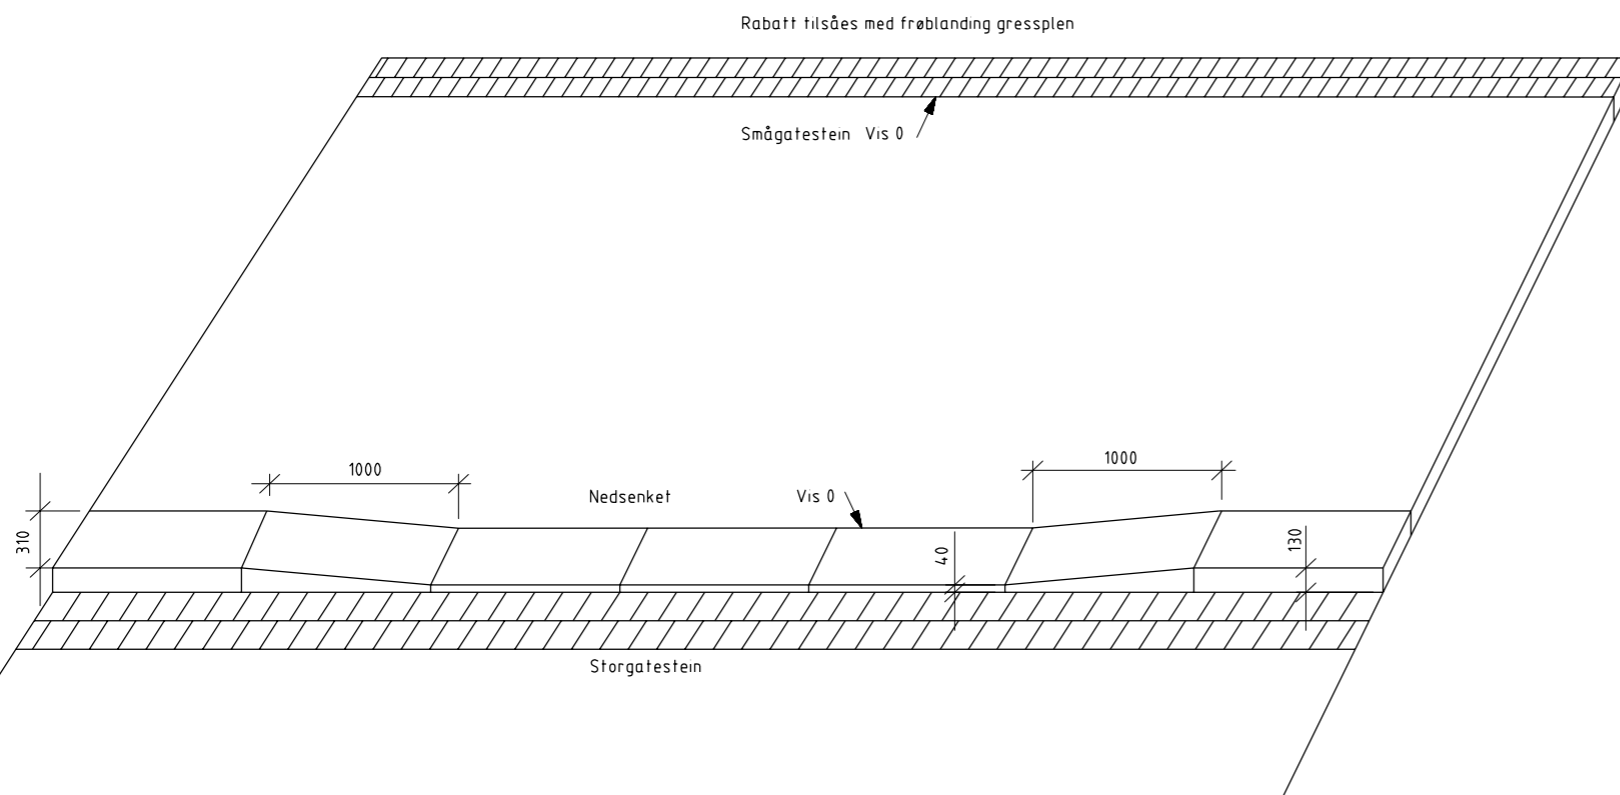 Rabatt tilsåes med frøblanding gressplen
Smågatestein Vis 0
1000
1000
Nedsenket
Vis 0
310
40
130
Storgatestein